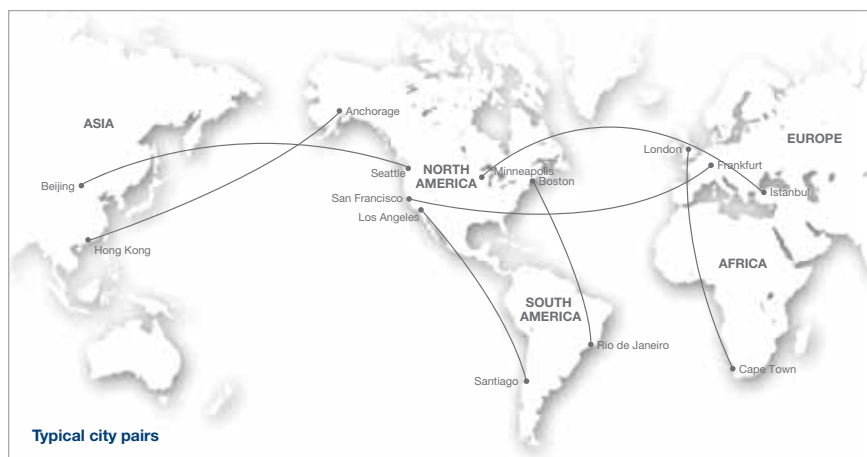 ASIA
Anchorage
EUROPE
London
Frankfurt
Seattle
NORTH
AMERICA
Minneapolis
Boston
Beijing
Istanbul
San Francisco
Los Angeles
Hong Kong
AFRICA
SOUTH
AMERICA
Rio de Janeiro
Cape Town
Santiago
Typical city pairs